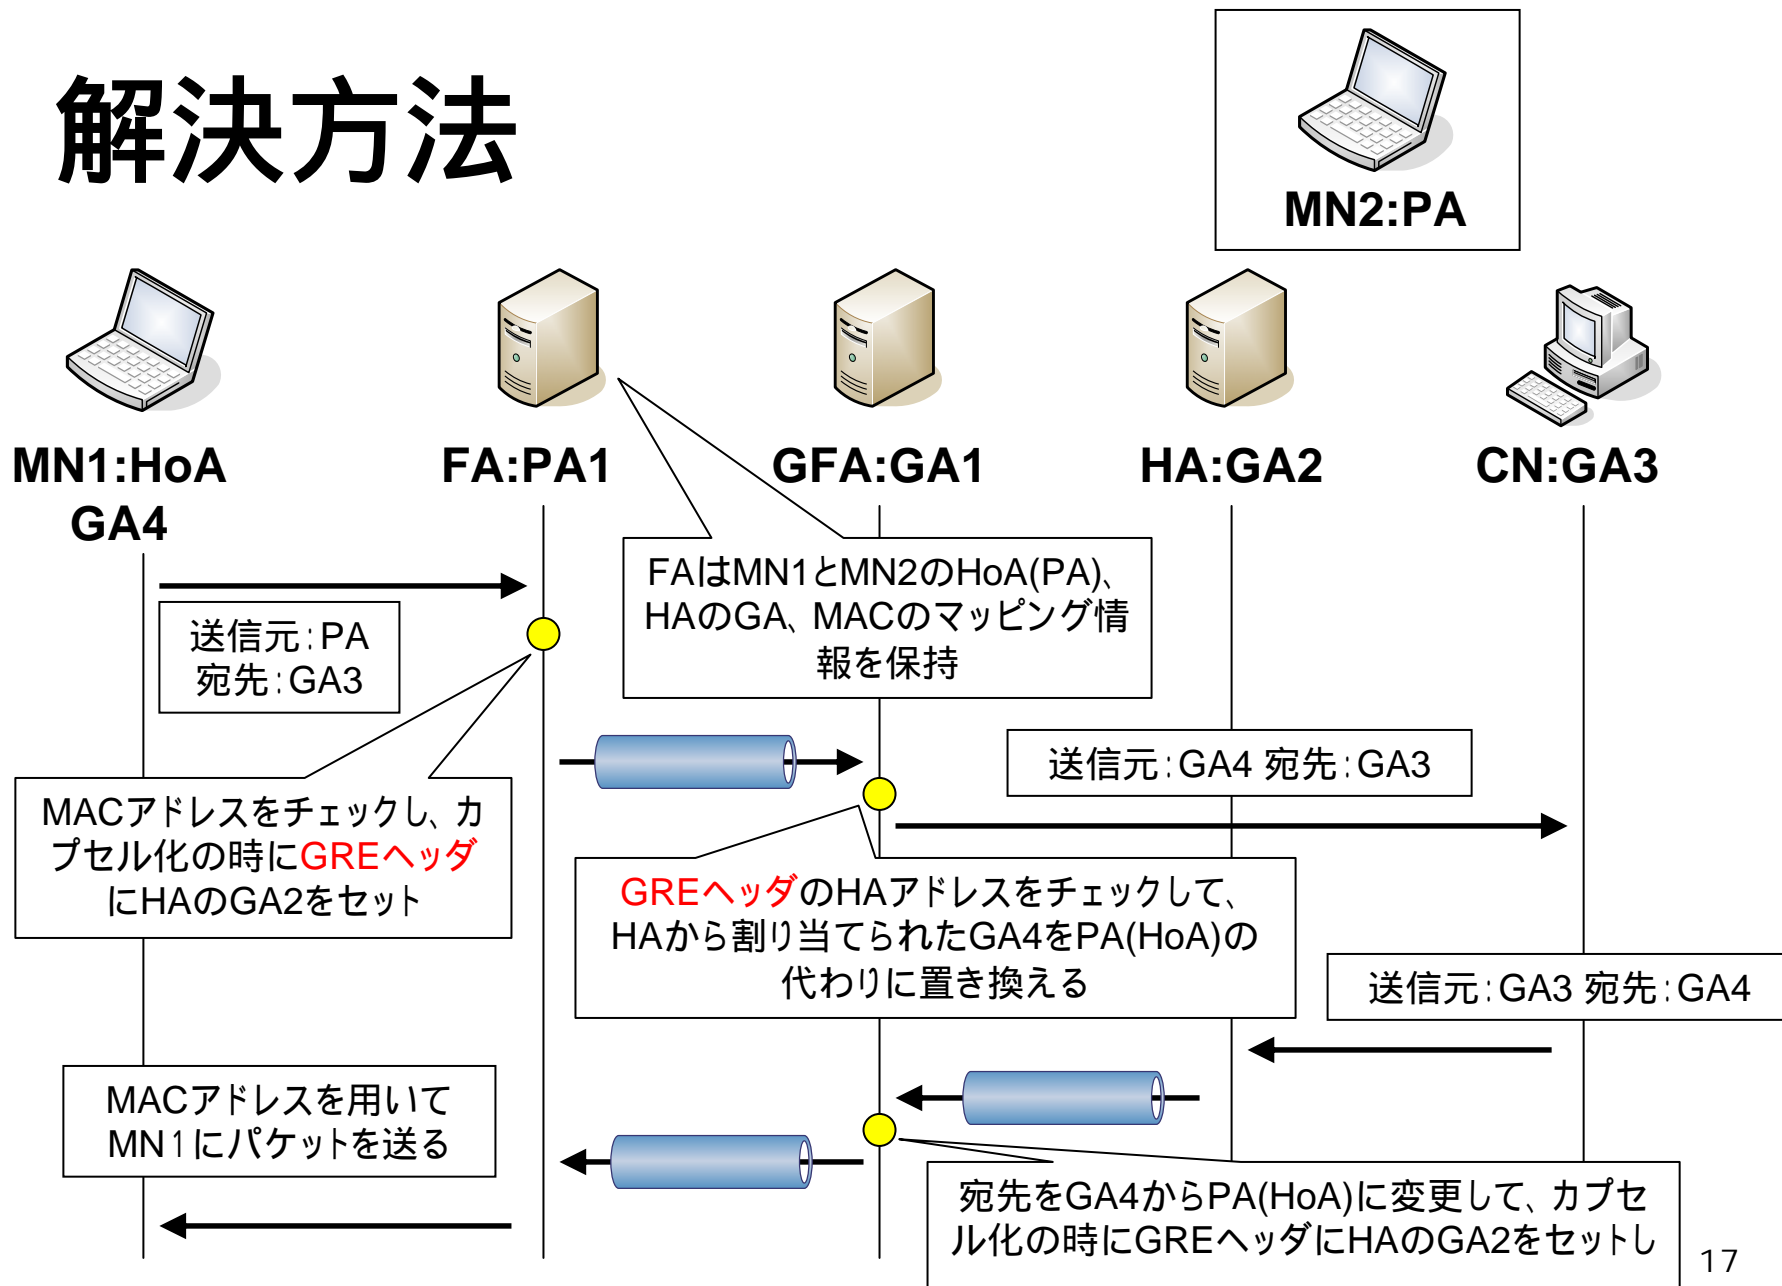 解決方法
MN2:PA
MN1:HoA
GA4
FA:PA1
GFA:GA1
HA:GA2
CN:GA3
FAはMN1とMN2のHoA(PA)、
HAのGA、MACのマッピング情
報を保持
送信元:PA
宛先:GA3
送信元:GA4 宛先:GA3
MACアドレスをチェックし、カ
プセル化の時にGREヘッダ
にHAのGA2をセット
GREヘッダのHAアドレスをチェックして、
HAから割り当てられたGA4をPA(HoA)の
代わりに置き換える
送信元:GA3 宛先:GA4
MACアドレスを用いて
MN1にパケットを送る
宛先をGA4からPA(HoA)に変更して、カプセ
ル化の時にGREヘッダにHAのGA2をセットし
17